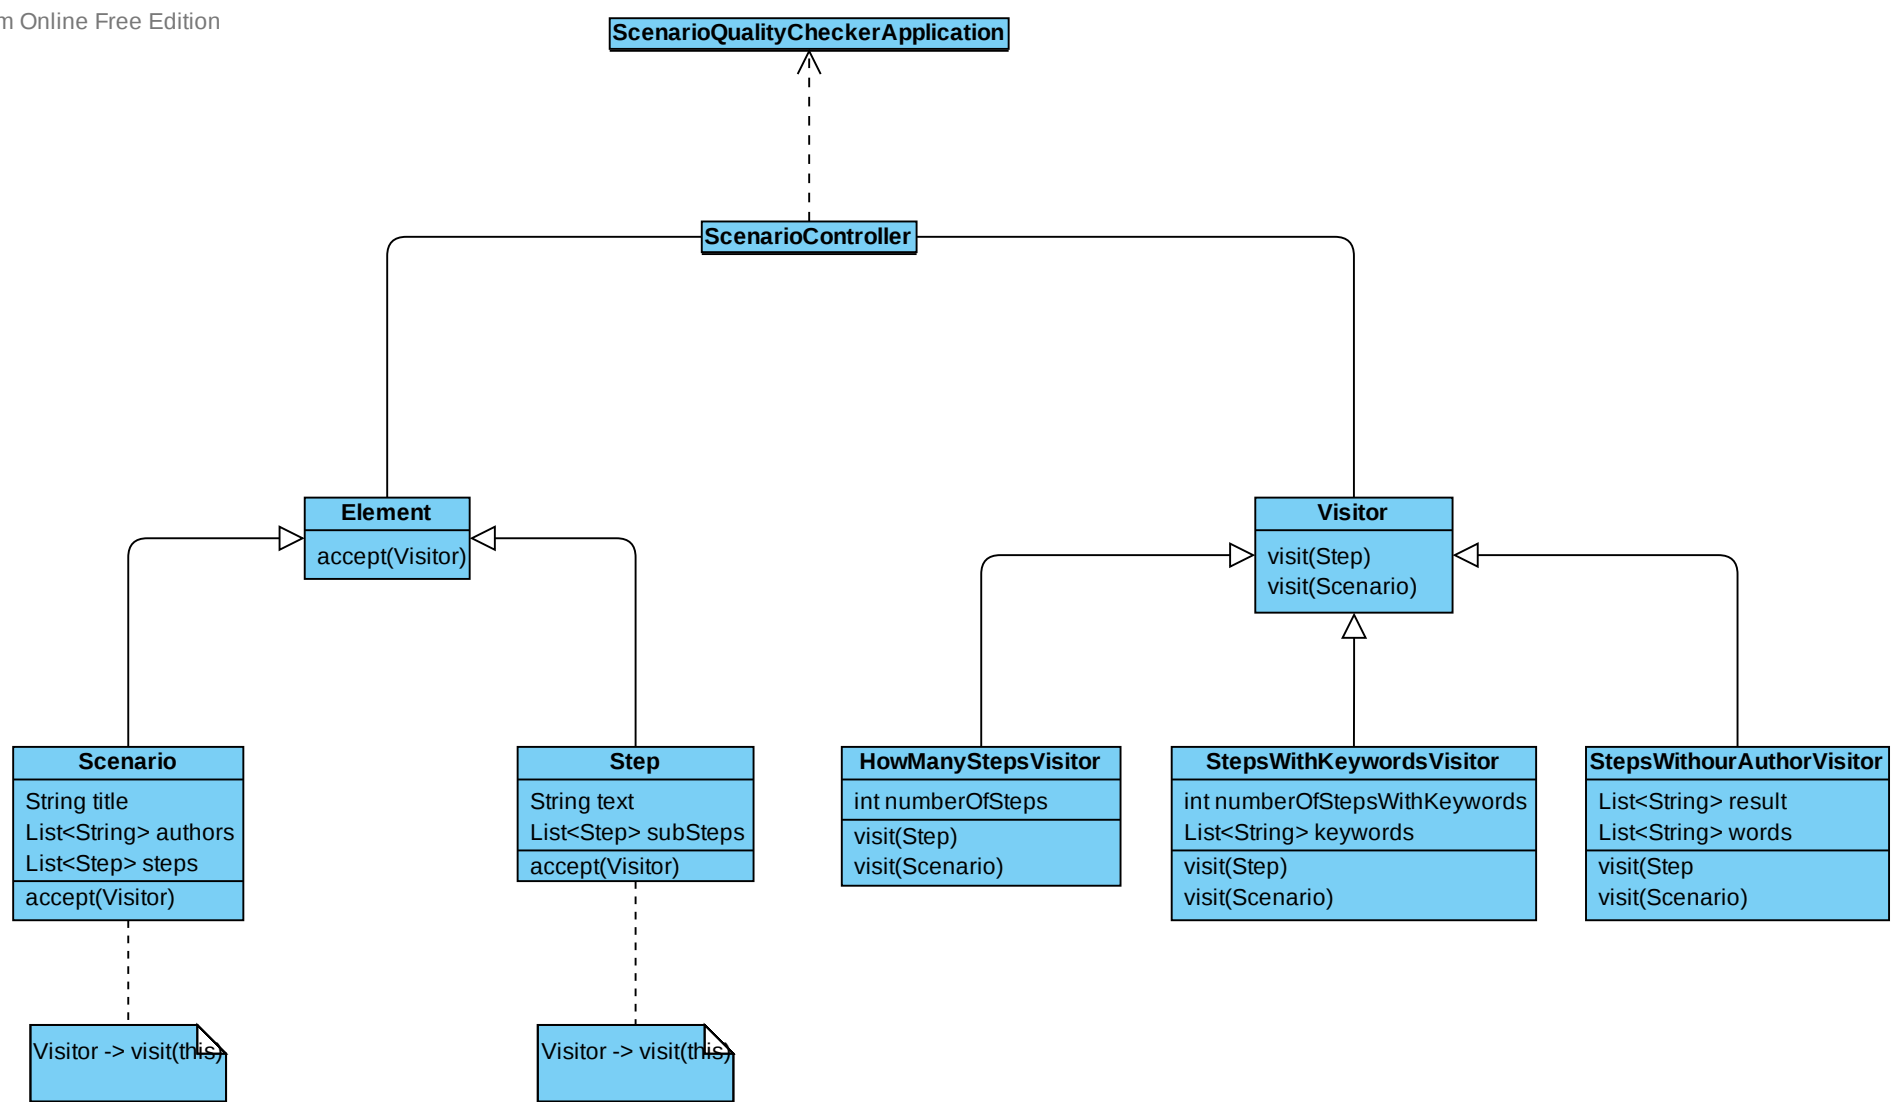 m Online Free Edition
ScenarioQualityCheckerApplication
ScenarioController
Element
accept(Visitor)
Visitor
visit(Step)
visit(Scenario)
Scenario
String title
List<String> authors
List<Step> steps
accept(Visitor)
Step
String text
List<Step> subSteps
accept(Visitor)
HowManyStepsVisitor
int numberOfSteps
visit(Step)
visit(Scenario)
StepsWithKeywordsVisitor
int numberOfStepsWithKeywords
List<String> keywords
visit(Step)
visit(Scenario)
StepsWithourAuthorVisitor
List<String> result
List<String> words
visit(Step
visit(Scenario)
Visitor -> visit(this)
Visitor -> visit(this)